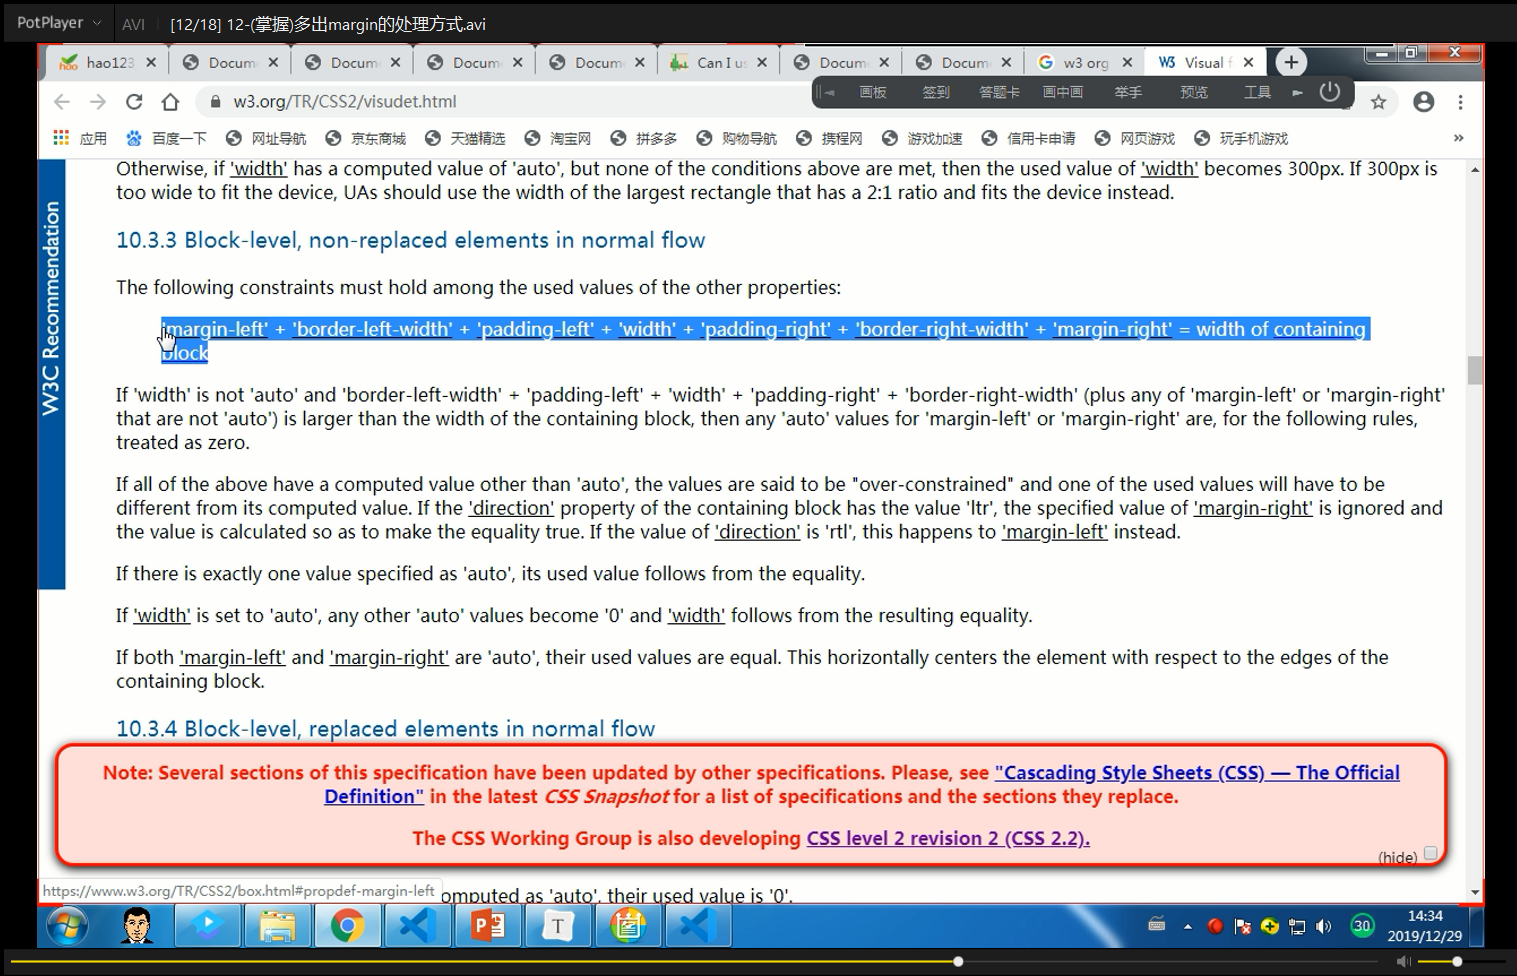 PotPlayer AVI [12/18] 12-(掌握)多出margin的处理方式.avi
hao123 Docum Docum Docum Docum Can I us Docum Docum w3 org W3 Visual f
w3.org/TR/CSS2/visudet.html
画板 签到 答题卡 画中画 举手 预览 工具
应用 百度一下 网址导航 京东商城 天猫精选 淘宝网 拼多多 购物导航 携程网 游戏加速 信用卡申请 网页游戏 玩手机游戏 »
W3C Recommendation
Otherwise, if 'width' has a computed value of 'auto', but none of the conditions above are met, then the used value of 'width' becomes 300px. If 300px is
too wide to fit the device, UAs should use the width of the largest rectangle that has a 2:1 ratio and fits the device instead.
10.3.3 Block-level, non-replaced elements in normal flow
The following constraints must hold among the used values of the other properties:
'margin-left' + 'border-left-width' + 'padding-left' + 'width' + 'padding-right' + 'border-right-width' + 'margin-right' = width of containing
block
If 'width' is not 'auto' and 'border-left-width' + 'padding-left' + 'width' + 'padding-right' + 'border-right-width' (plus any of 'margin-left' or 'margin-right'
that are not 'auto') is larger than the width of the containing block, then any 'auto' values for 'margin-left' or 'margin-right' are, for the following rules,
treated as zero.
If all of the above have a computed value other than 'auto', the values are said to be "over-constrained" and one of the used values will have to be
different from its computed value. If the 'direction' property of the containing block has the value 'ltr', the specified value of 'margin-right' is ignored and
the value is calculated so as to make the equality true. If the value of 'direction' is 'rtl', this happens to 'margin-left' instead.
If there is exactly one value specified as 'auto', its used value follows from the equality.
If 'width' is set to 'auto', any other 'auto' values become '0' and 'width' follows from the resulting equality.
If both 'margin-left' and 'margin-right' are 'auto', their used values are equal. This horizontally centers the element with respect to the edges of the
containing block.
10.3.4 Block-level, replaced elements in normal flow
Note: Several sections of this specification have been updated by other specifications. Please, see "Cascading Style Sheets (CSS) — The Official
Definition" in the latest CSS Snapshot for a list of specifications and the sections they replace.
The CSS Working Group is also developing CSS level 2 revision 2 (CSS 2.2).
(hide)
https://www.w3.org/TR/CSS2/box.html#propdef-margin-left omputed as 'auto', their used value is '0'.
30 14:34
2019/12/29